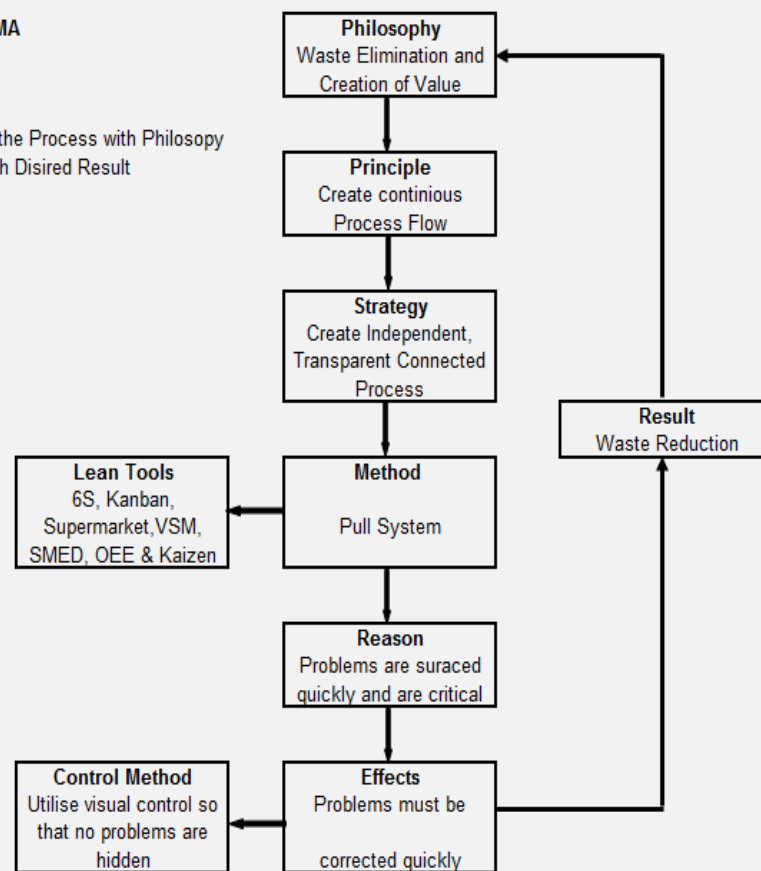 MA
Philosophy
Waste Elimination and
Creation of Value
the Process with Philosopy
h Disired Result
Principle
Create continious
Process Flow
Strategy
Create Independent,
Transparent Connected
Process
Result
Waste Reduction
Lean Tools
6S, Kanban,
Supermarket,VSM,
SMED, OEE & Kaizen
Method
Pull System
Reason
Problems are suraced
quickly and are critical
Control Method
Utilise visual control so
that no problems are
hidden
Effects
Problems must be
corrected quickly